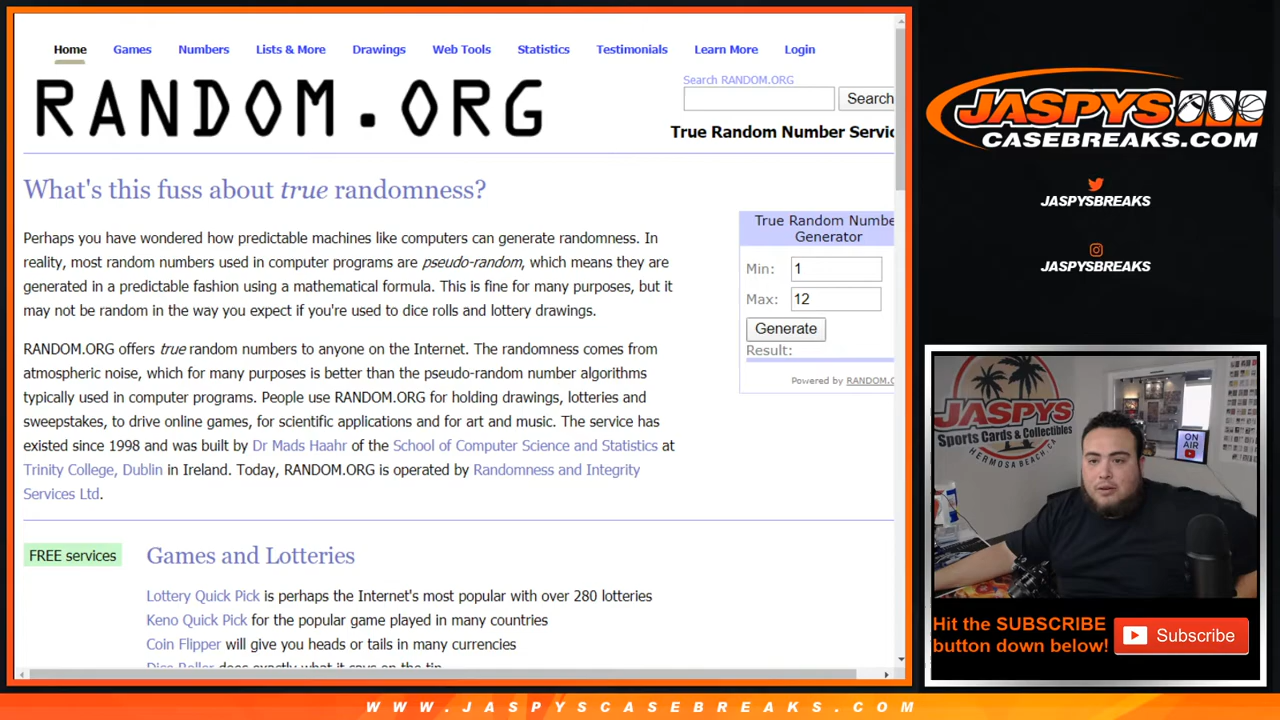 Home Games Numbers Lists & More Drawings Web Tools Statistics Testimonials Learn More Login
RANDOM.ORG
Search RANDOM.ORG
Search
True Random Number Servic
What's this fuss about true randomness?
Perhaps you have wondered how predictable machines like computers can generate randomness. In
reality, most random numbers used in computer programs are pseudo-random, which means they are
generated in a predictable fashion using a mathematical formula. This is fine for many purposes, but it
may not be random in the way you expect if you're used to dice rolls and lottery drawings.
RANDOM.ORG offers true random numbers to anyone on the Internet. The randomness comes from
atmospheric noise, which for many purposes is better than the pseudo-random number algorithms
typically used in computer programs. People use RANDOM.ORG for holding drawings, lotteries and
sweepstakes, to drive online games, for scientific applications and for art and music. The service has
existed since 1998 and was built by Dr Mads Haahr of the School of Computer Science and Statistics at
Trinity College, Dublin in Ireland. Today, RANDOM.ORG is operated by Randomness and Integrity
Services Ltd.
True Random Numbe
Generator
Min: 1
Max: 12
Generate
Result:
Powered by RANDOM.O
FREE services
Games and Lotteries
Lottery Quick Pick is perhaps the Internet's most popular with over 280 lotteries
Keno Quick Pick for the popular game played in many countries
Coin Flipper will give you heads or tails in many currencies
Dice Roller does exactly what it says on the tin
JASPYS
CASEBREAKS.COM
JASPYSBREAKS
JASPYSBREAKS
JASPYS
Sports Cards & Collectibles
HERMOSA BEACH, CA
ON
AIR
Hit the SUBSCRIBE
button down below!
Subscribe
WWW.JASPYSCASEBREAKS.COM